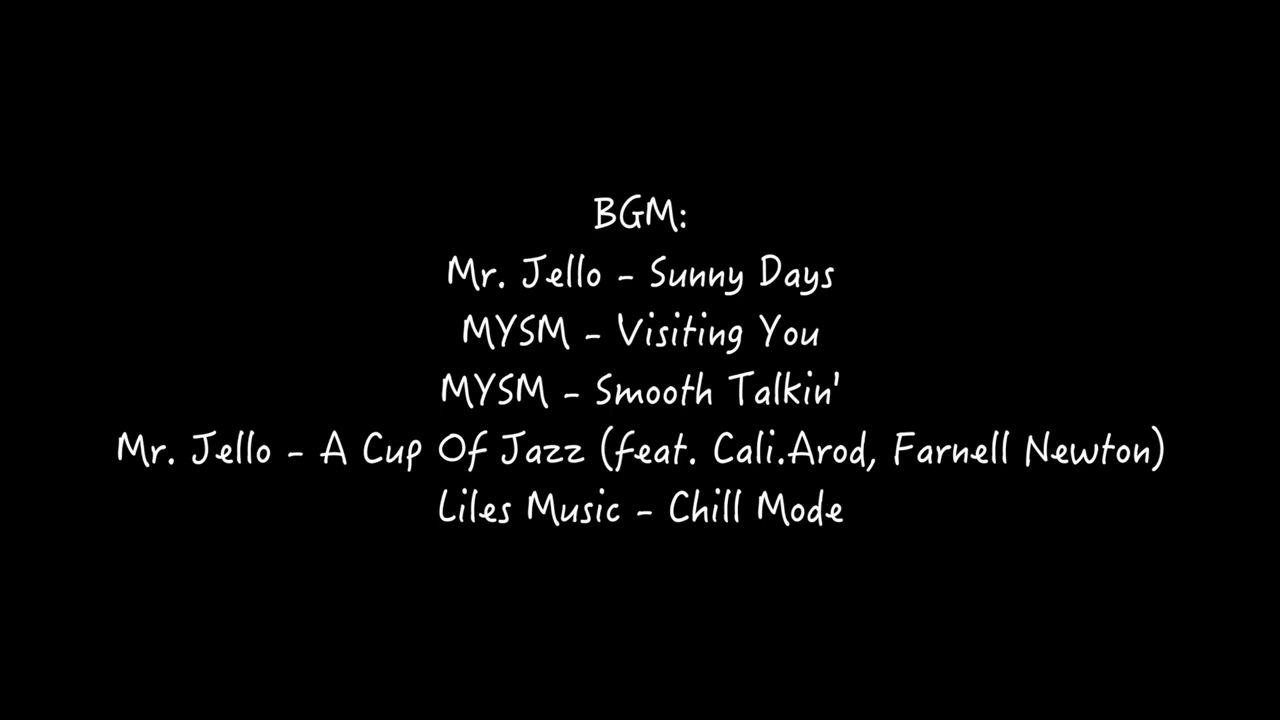 BGM:
Mr. Jello - Sunny Days
MYSM - Visiting You
MYSM - Smooth Talkin'
Mr. Jello - A Cup Of Jazz (feat. Cali.Arod, Farnell Newton)
Liles Music - Chill Mode